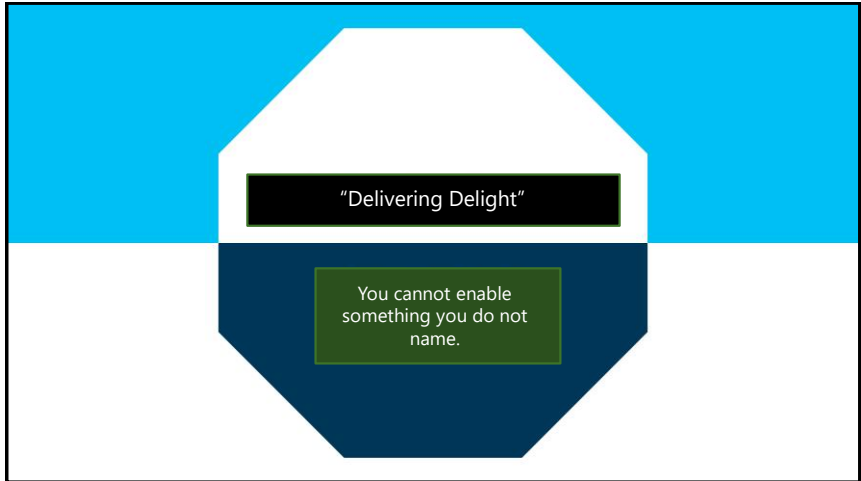 “Delivering Delight”
You cannot enable
something you do not
name.